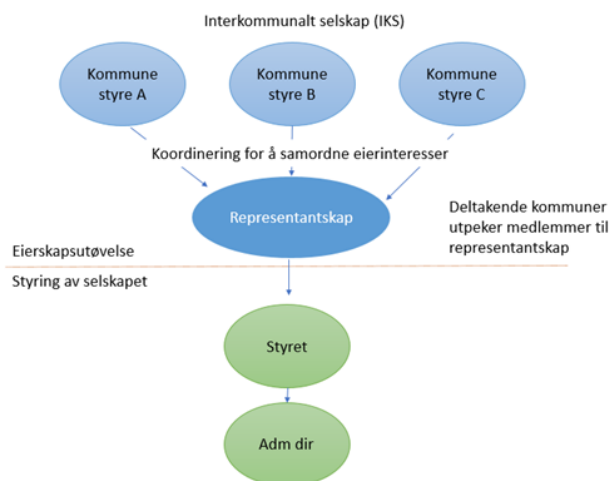 Interkommunalt selskap (IKS)
Kommune
styre A
Kommune
styre B
Kommune
styre C
Koordinering for å samordne eierinteresser
Representantskap
Deltakende kommuner
utpeker medlemmer til
representantskap
Eierskapsutøvelse
Styring av selskapet
Styret
Adm dir